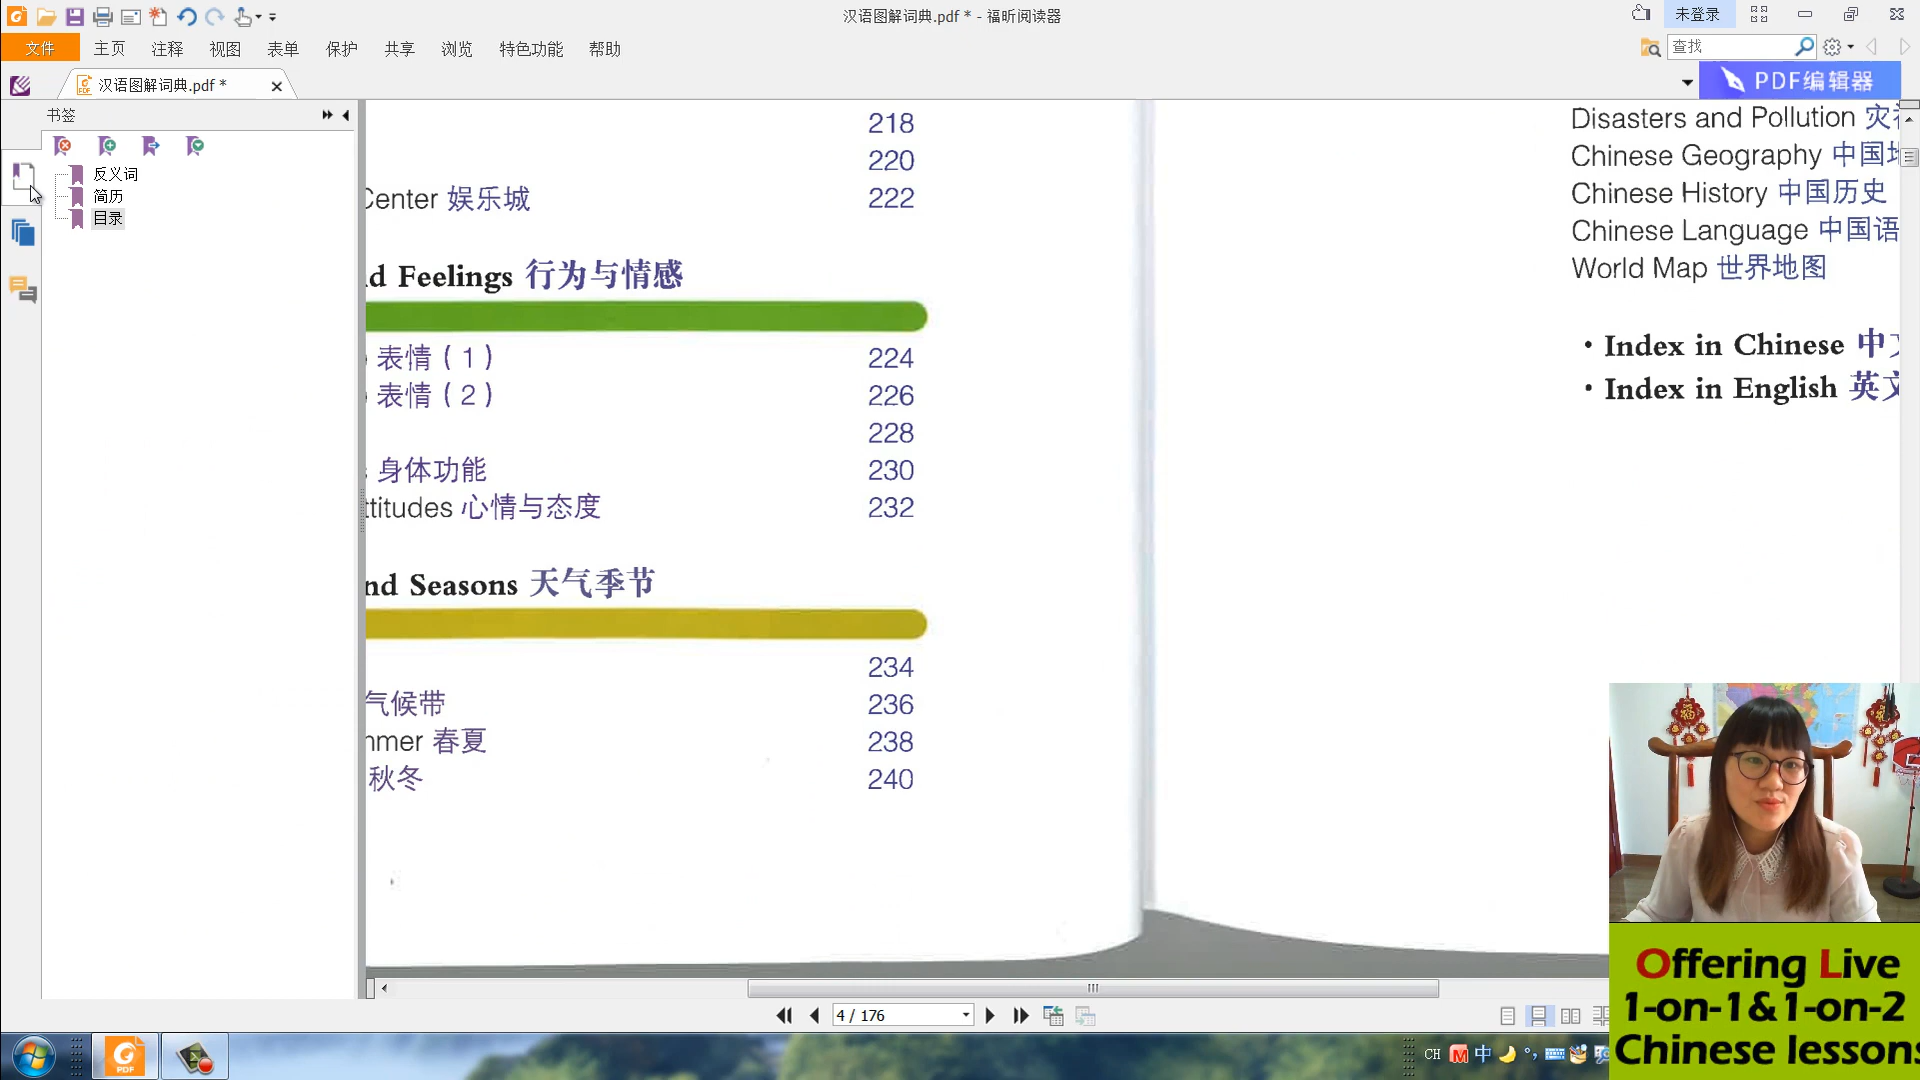 汉语图解词典.pdf * - 福昕阅读器
未登录
文件 主页 注释 视图 表单 保护 共享 浏览 特色功能 帮助
查找
汉语图解词典.pdf *
PDF编辑器
书签
反义词
简历
目录
218
220
Center 娱乐城 222
d Feelings 行为与情感
表情（1） 224
表情（2） 226
228
身体功能 230
ttitudes 心情与态度 232
nd Seasons 天气季节
234
气候带 236
mmer 春夏 238
秋冬 240
Disasters and Pollution 灾
Chinese Geography 中国
Chinese History 中国历史
Chinese Language 中国语
World Map 世界地图
• Index in Chinese 中
• Index in English 英
4 / 176
CH 中
Offering Live
1-on-1&1-on-2
Chinese lessons